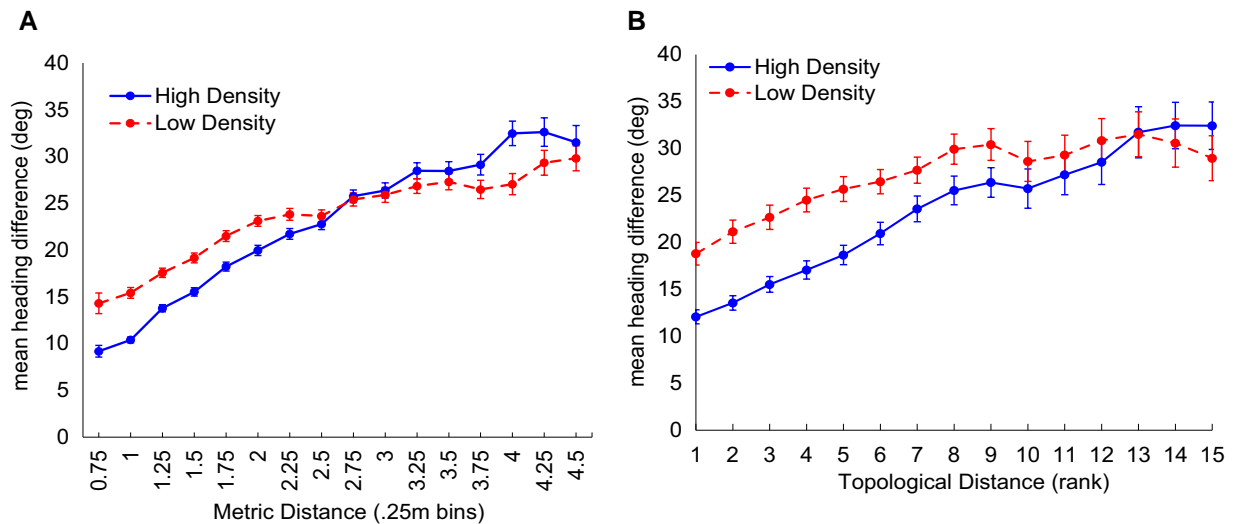 A
mean heading difference (deg)
40
35
30
25
20
15
10
5
0
High Density
Low Density
0.75 1 1.25 1.5 1.75 2 2.25 2.5 2.75 3 3.25 3.5 3.75 4 4.25 4.5
Metric Distance (.25m bins)
B
mean heading difference (deg)
40
35
30
25
20
15
10
5
0
High Density
Low Density
1 2 3 4 5 6 7 8 9 10 11 12 13 14 15
Topological Distance (rank)